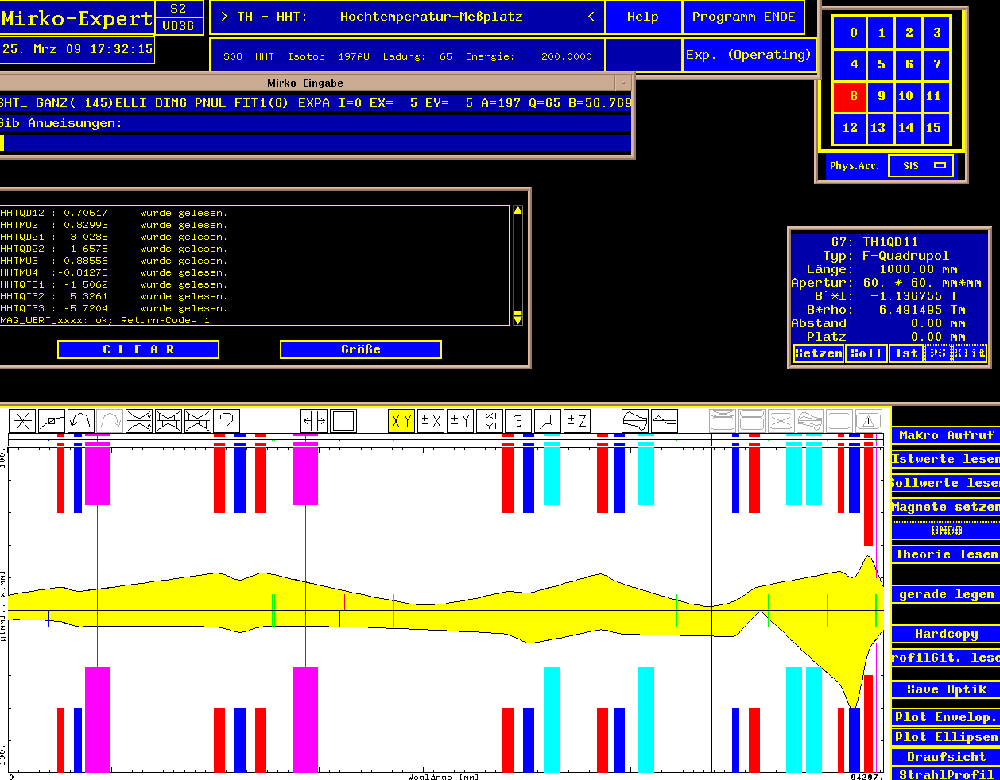 Mirko-Expert
S2
V836
25. Mrz 09 17:32:15
> TH - HHT: Hochtemperatur-Meßplatz <
Help
Programm ENDE
S08 HHT Isotop: 197AU Ladung: 65 Energie: 200.0000
Exp. (Operating)
Mirko-Eingabe
SHT_ GANZ( 145)ELLI DIM6 PNUL FIT1(6) EXPA I=0 EX= 5 EY= 5 A=197 Q=65 B=56.769
Gib Anweisungen:
0 1 2 3
4 5 6 7
8 9 10 11
12 13 14 15
Phys.Acc. SIS
HHTQD12 : 0.70517 wurde gelesen.
HHTMU2 : 0.82993 wurde gelesen.
HHTQD21 : 3.0288 wurde gelesen.
HHTQD22 : -1.6578 wurde gelesen.
HHTMU3 :-0.88556 wurde gelesen.
HHTMU4 :-0.81273 wurde gelesen.
HHTQT31 : -1.5062 wurde gelesen.
HHTQT32 : 5.3261 wurde gelesen.
HHTQT33 : -5.7204 wurde gelesen.
MAG_WERT_xxxx: ok; Return-Code= 1
C L E A R
Größe
67: TH1QD11
Typ: F-Quadrupol
Länge: 1000.00 mm
Apertur: 60. * 60. mm*mm
B´*l: -1.136755 T
B*rho: 6.491495 Tm
Abstand 0.00 mm
Platz 0.00 mm
Setzen Soll Ist PG Slit
?
X Y
± X
± Y
β
μ
± Z
Makro Aufruf
Istwerte lesen
Sollwerte lesen
Magnete setzen
UNDO
Theorie lesen
gerade legen
Hardcopy
rofilGit. lese
Save Optik
Plot Envelop.
Plot Ellipsen
Draufsicht
StrahlProfil
100.
y[mm].. x[mm]
-100.
0.
Weglänge [mm]
84207.